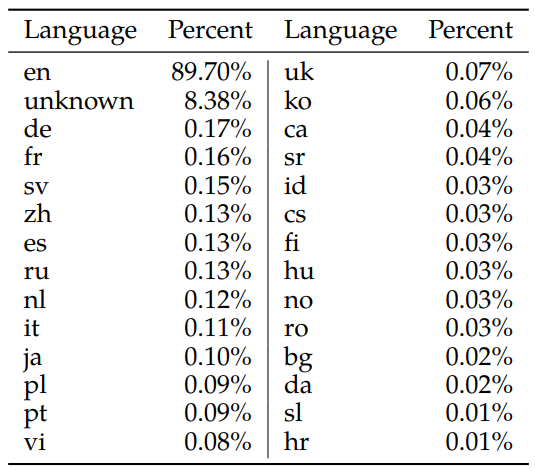 Language Percent Language Percent
en 89.70% uk 0.07%
unknown 8.38% ko 0.06%
de 0.17% ca 0.04%
fr 0.16% sr 0.04%
sv 0.15% id 0.03%
zh 0.13% cs 0.03%
es 0.13% fi 0.03%
ru 0.13% hu 0.03%
nl 0.12% no 0.03%
it 0.11% ro 0.03%
ja 0.10% bg 0.02%
pl 0.09% da 0.02%
pt 0.09% sl 0.01%
vi 0.08% hr 0.01%